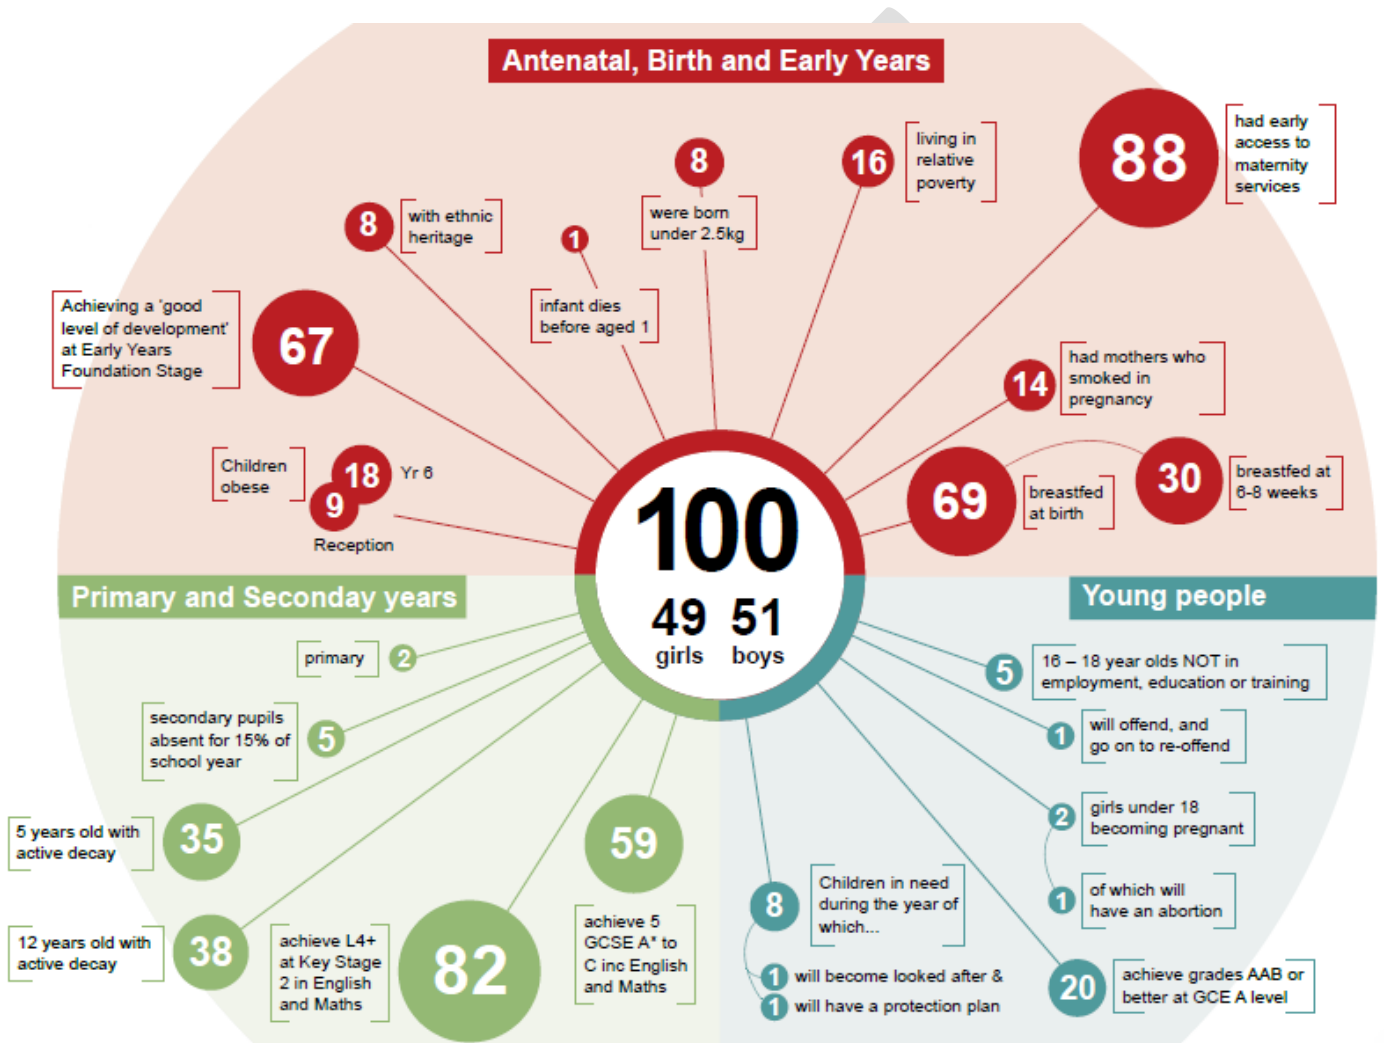 Antenatal, Birth and Early Years
88
had early
access to
maternity
services
16
living in
relative
poverty
8
were born
under 2.5kg
8
with ethnic
heritage
1
infant dies
before aged 1
Achieving a 'good
level of development'
at Early Years
Foundation Stage
67
14
had mothers who
smoked in
pregnancy
Children
obese
18
Yr 6
9
Reception
69
breastfed
at birth
30
breastfed at
6-8 weeks
100
49 51
girls boys
Primary and Seconday years
primary
2
secondary pupils
absent for 15% of
school year
5
5 years old with
active decay
35
12 years old with
active decay
38
achieve L4+
at Key Stage
2 in English
and Maths
82
59
achieve 5
GCSE A* to
C inc English
and Maths
Young people
5
16 – 18 year olds NOT in
employment, education or training
1
will offend, and
go on to re-offend
2
girls under 18
becoming pregnant
1
of which will
have an abortion
8
Children in need
during the year of
which...
1 will become looked after &
1 will have a protection plan
20
achieve grades AAB or
better at GCE A level